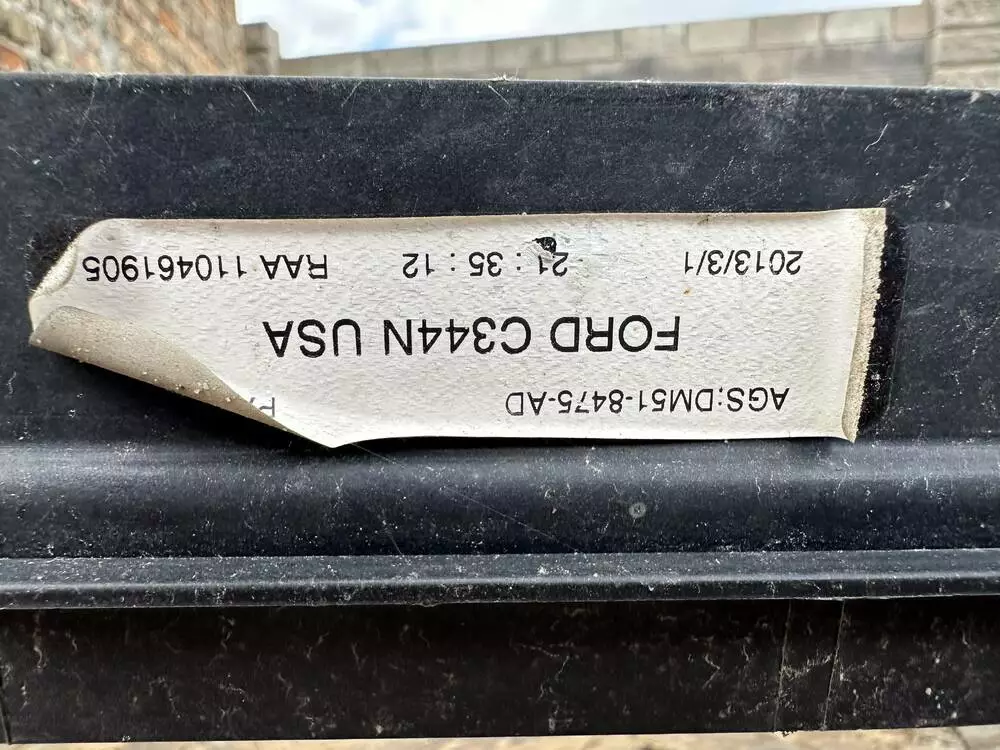 AGS:DM51-8475-AD
FORD C344N USA
2013/3/1 21 : 35 : 12 RAA 110461905